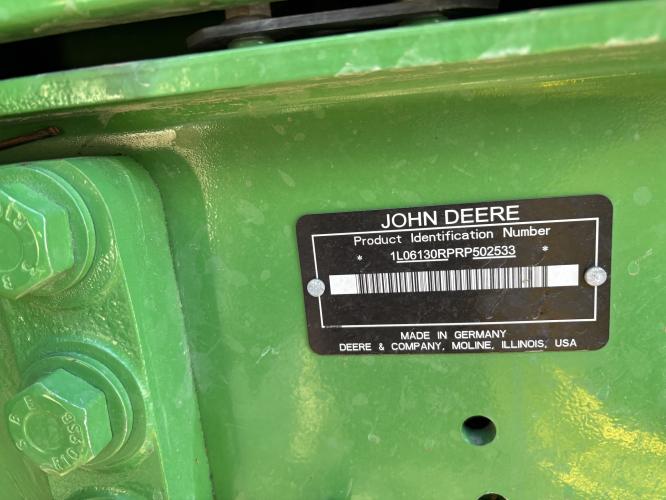 JOHN DEERE
Product Identification Number
* 1L06130RPRP502533 *
MADE IN GERMANY
DEERE & COMPANY, MOLINE, ILLINOIS, USA